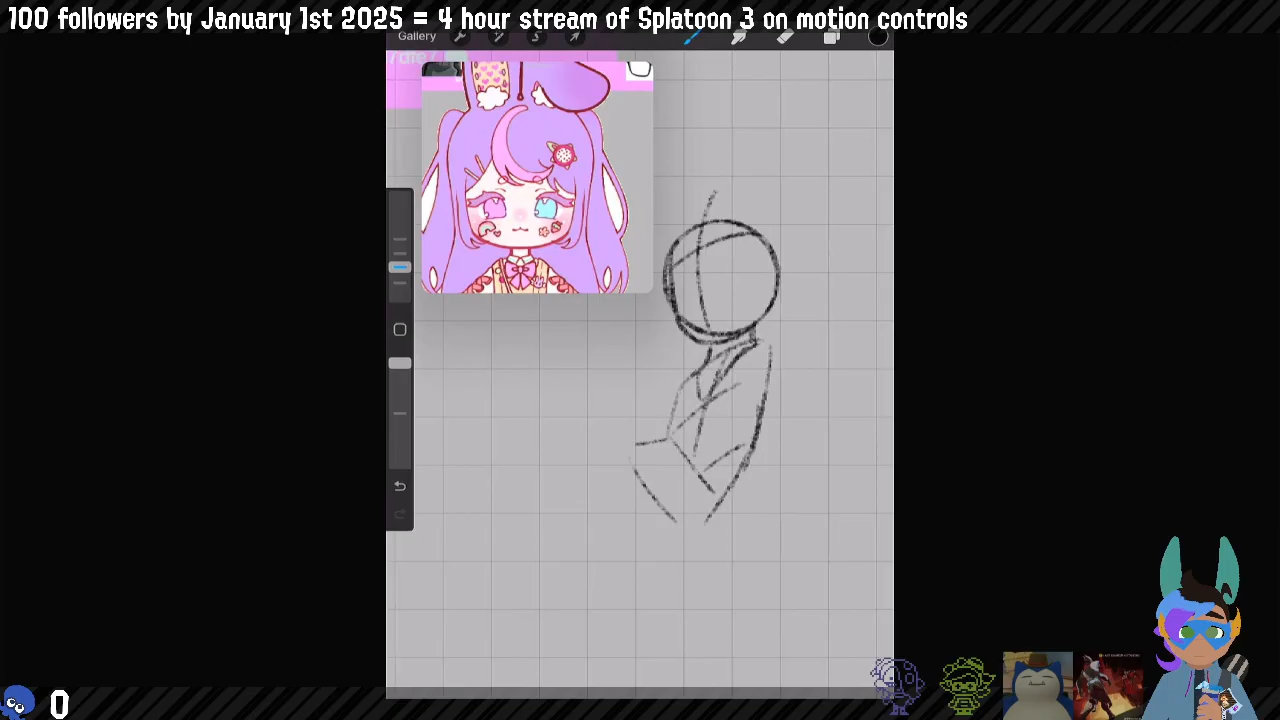 100 followers by January 1st 2025 = 4 hour stream of Splatoon 3 on motion controls
Gallery
0